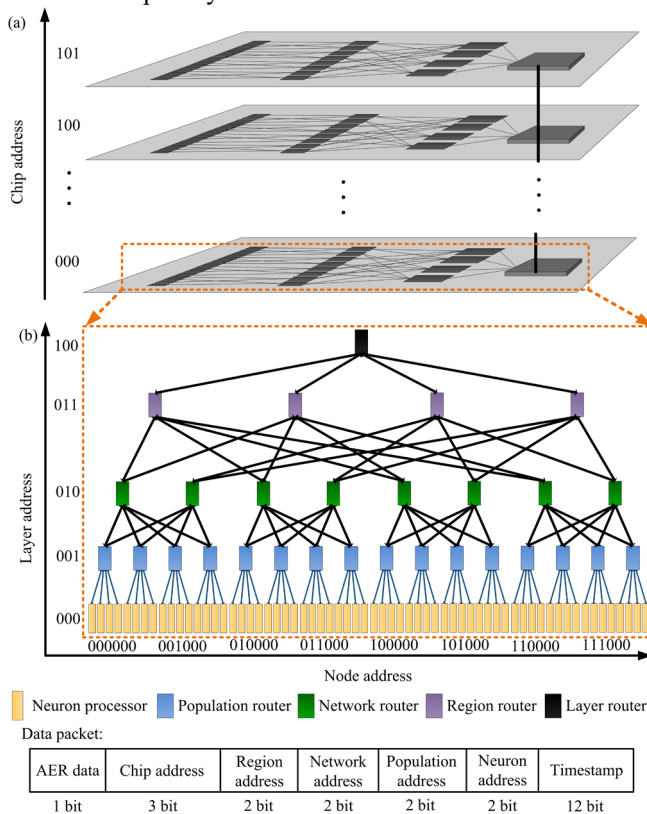 (a)
101
100
000
Chip address
(b)
100
011
010
001
000
Layer address
000000 001000 010000 011000 100000 101000 110000 111000
Node address
Neuron processor Population router Network router Region router Layer router
Data packet:
AER data Chip address Region address Network address Population address Neuron address Timestamp
1 bit 3 bit 2 bit 2 bit 2 bit 2 bit 12 bit